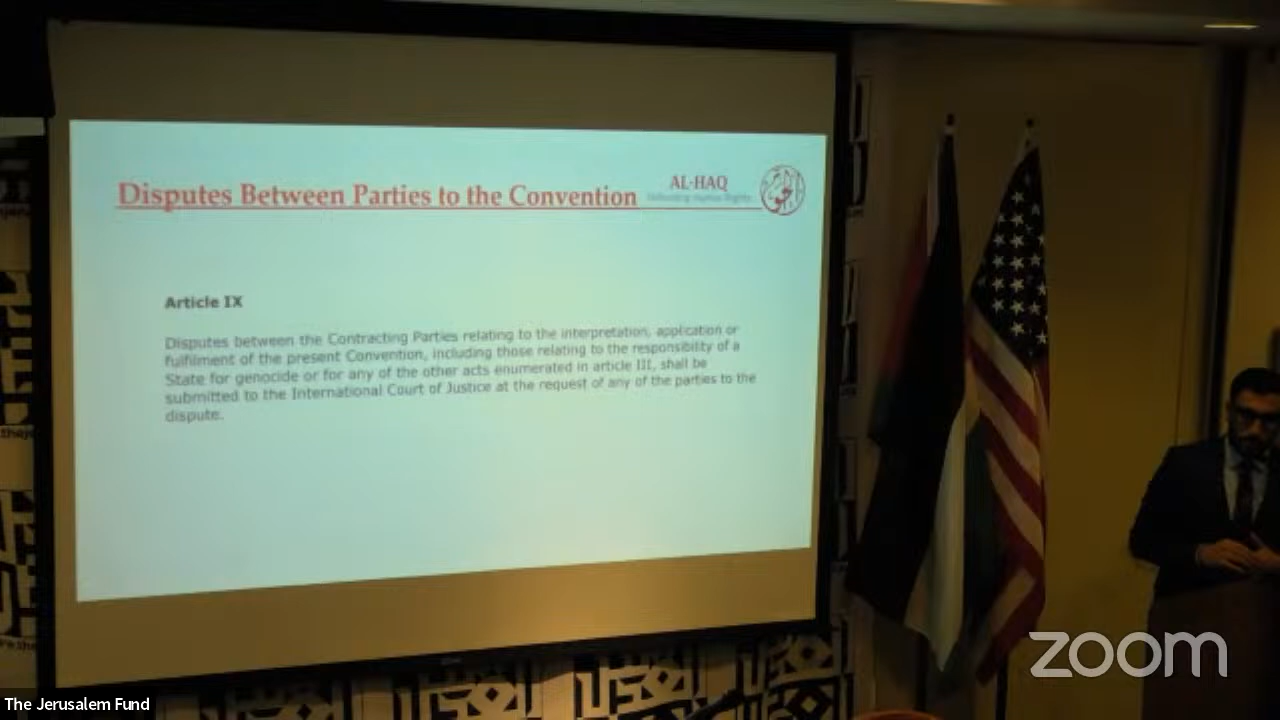 Disputes Between Parties to the Convention
AL-HAQ
Defending Human Rights
Article IX
Disputes between the Contracting Parties relating to the interpretation, application or
fulfilment of the present Convention, including those relating to the responsibility of a
State for genocide or for any of the other acts enumerated in article III, shall be
submitted to the International Court of Justice at the request of any of the parties to the
dispute.
zoom
The Jerusalem Fund